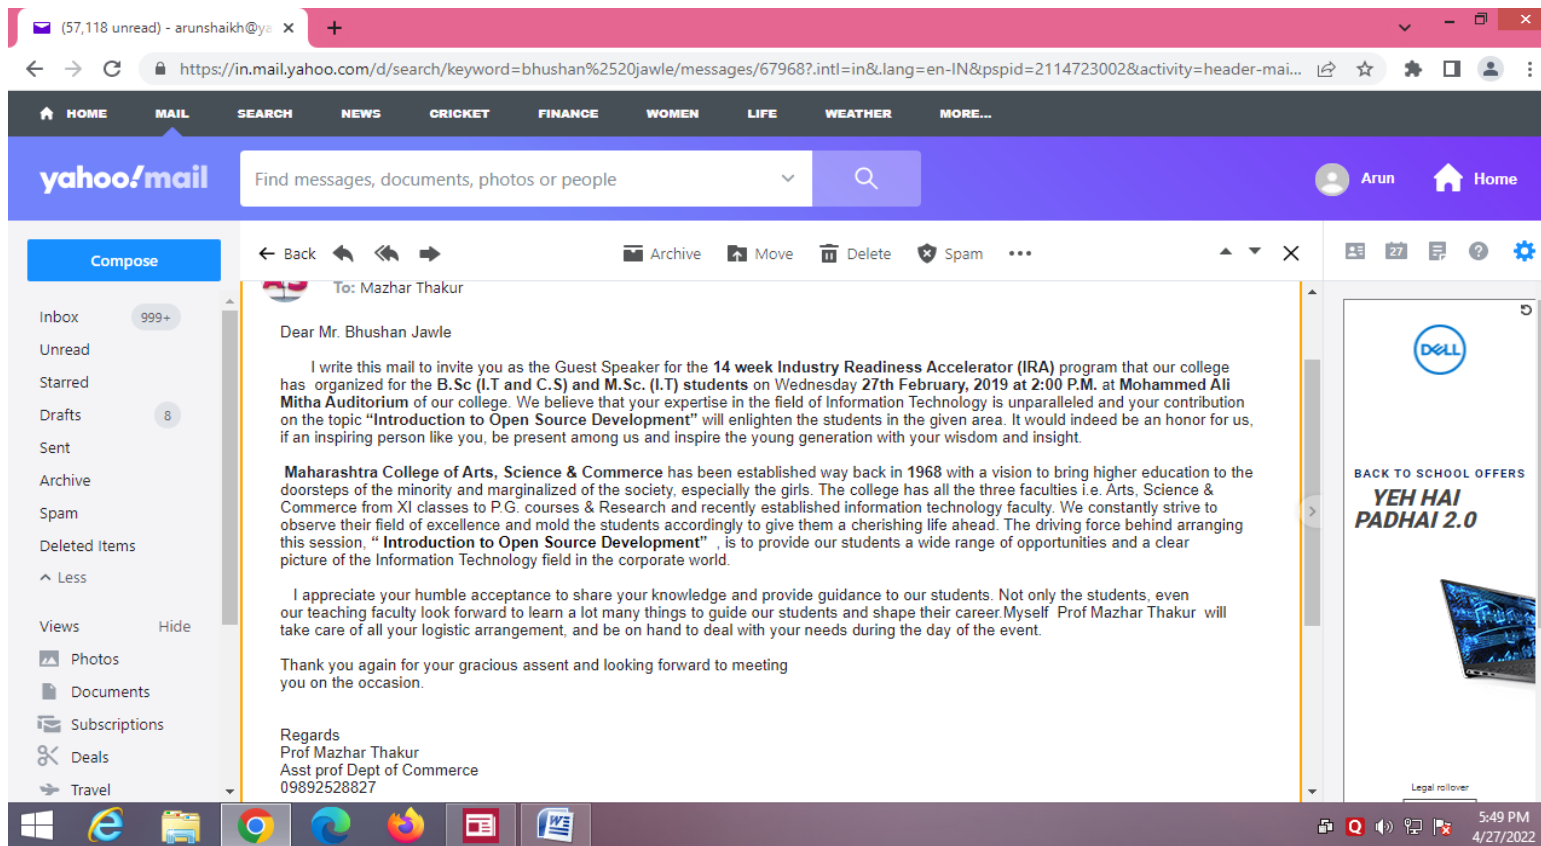 (57,118 unread) - arunshaikh@ya
https://in.mail.yahoo.com/d/search/keyword=bhushan%2520jawle/messages/67968?.intl=in&.lang=en-IN&pspid=2114723002&activity=header-mai...
HOME MAIL SEARCH NEWS CRICKET FINANCE WOMEN LIFE WEATHER MORE...
yahoo!mail Find messages, documents, photos or people Arun Home
Compose
Back Archive Move Delete Spam
27
Inbox 999+
Unread
Starred
Drafts 8
Sent
Archive
Spam
Deleted Items
Less
Views Hide
Photos
Documents
Subscriptions
Deals
Travel
To: Mazhar Thakur
Dear Mr. Bhushan Jawle
I write this mail to invite you as the Guest Speaker for the 14 week Industry Readiness Accelerator (IRA) program that our college
has organized for the B.Sc (I.T and C.S) and M.Sc. (I.T) students on Wednesday 27th February, 2019 at 2:00 P.M. at Mohammed Ali
Mitha Auditorium of our college. We believe that your expertise in the field of Information Technology is unparalleled and your contribution
on the topic “Introduction to Open Source Development” will enlighten the students in the given area. It would indeed be an honor for us,
if an inspiring person like you, be present among us and inspire the young generation with your wisdom and insight.
Maharashtra College of Arts, Science & Commerce has been established way back in 1968 with a vision to bring higher education to the
doorsteps of the minority and marginalized of the society, especially the girls. The college has all the three faculties i.e. Arts, Science &
Commerce from XI classes to P.G. courses & Research and recently established information technology faculty. We constantly strive to
observe their field of excellence and mold the students accordingly to give them a cherishing life ahead. The driving force behind arranging
this session, “ Introduction to Open Source Development” , is to provide our students a wide range of opportunities and a clear
picture of the Information Technology field in the corporate world.
I appreciate your humble acceptance to share your knowledge and provide guidance to our students. Not only the students, even
our teaching faculty look forward to learn a lot many things to guide our students and shape their career.Myself Prof Mazhar Thakur will
take care of all your logistic arrangement, and be on hand to deal with your needs during the day of the event.
Thank you again for your gracious assent and looking forward to meeting
you on the occasion.
Regards
Prof Mazhar Thakur
Asst prof Dept of Commerce
09892528827
DELL
BACK TO SCHOOL OFFERS
YEH HAI
PADHAI 2.0
Legal rollover
5:49 PM
4/27/2022